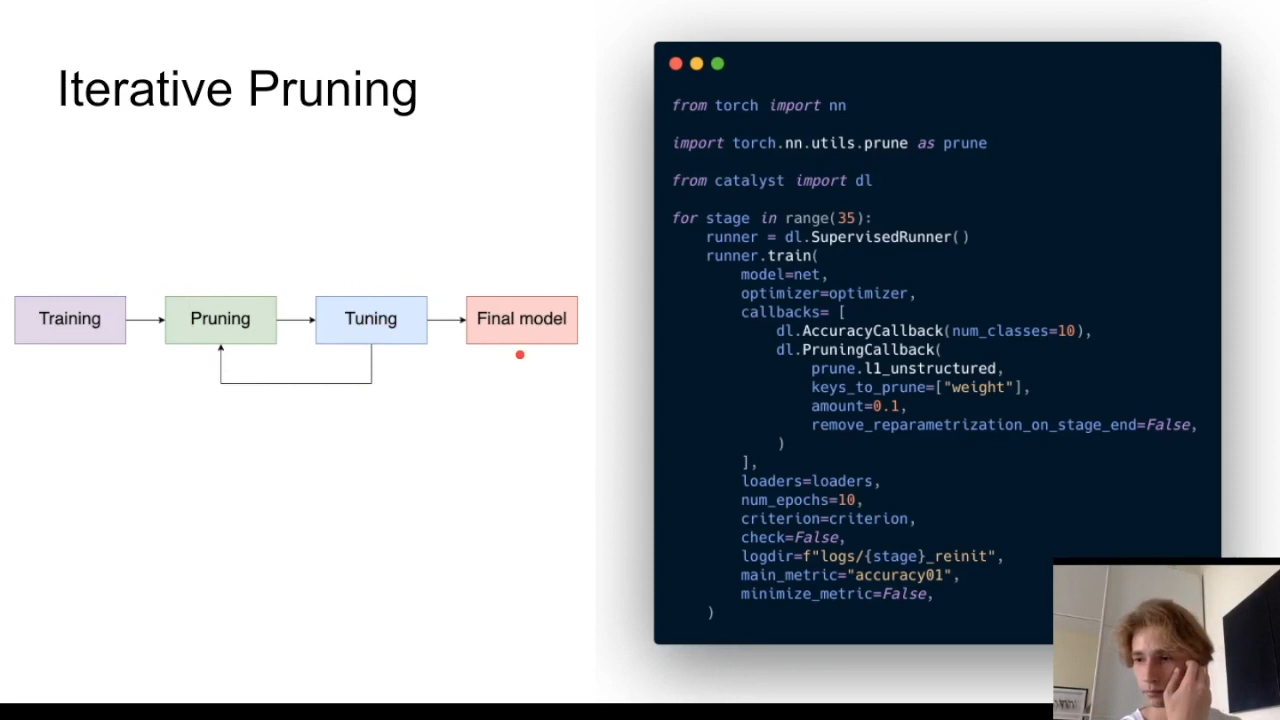 Iterative Pruning
Training
Pruning
Tuning
Final model
from torch import nn
import torch.nn.utils.prune as prune
from catalyst import dl
for stage in range(35):
    runner = dl.SupervisedRunner()
    runner.train(
        model=net,
        optimizer=optimizer,
        callbacks= [
            dl.AccuracyCallback(num_classes=10),
            dl.PruningCallback(
                prune.l1_unstructured,
                keys_to_prune=["weight"],
                amount=0.1,
                remove_reparametrization_on_stage_end=False,
            )
        ],
        loaders=loaders,
        num_epochs=10,
        criterion=criterion,
        check=False,
        logdir=f"logs/{stage}_reinit",
        main_metric="accuracy01",
        minimize_metric=False,
    )